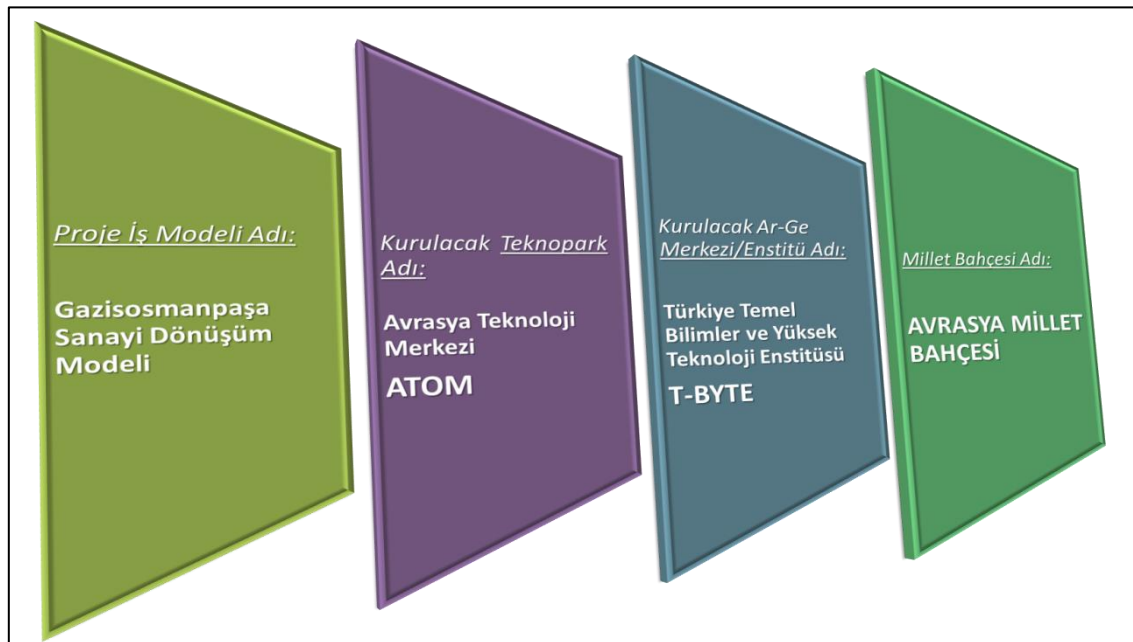 Proje İş Modeli Adı:
Gazisosmanpaşa
Sanayi Dönüşüm
Modeli
Kurulacak Teknopark
Adı:
Avrasya Teknoloji
Merkezi
ATOM
Kurulacak Ar-Ge
Merkezi/Enstitü Adı:
Türkiye Temel
Bilimler ve Yüksek
Teknoloji Enstitüsü
T-BYTE
Millet Bahçesi Adı:
AVRASYA MİLLET
BAHÇESİ